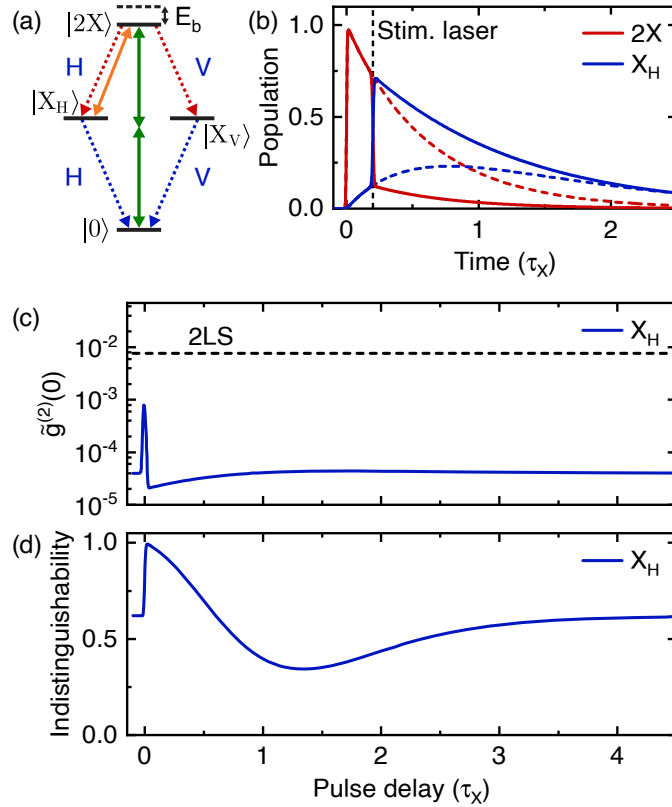 (a)
|2X⟩
E_b
H
V
|X_H⟩
|X_V⟩
H
V
|0⟩
(b)
Stim. laser
2X
X_H
Population
1.0
0.5
0.0
0
1
2
Time (τ_X)
(c)
2LS
X_H
g̃^(2)(0)
10^-2
10^-3
10^-4
10^-5
(d)
X_H
Indistinguishability
1.0
0.5
0.0
0
1
2
3
4
Pulse delay (τ_X)